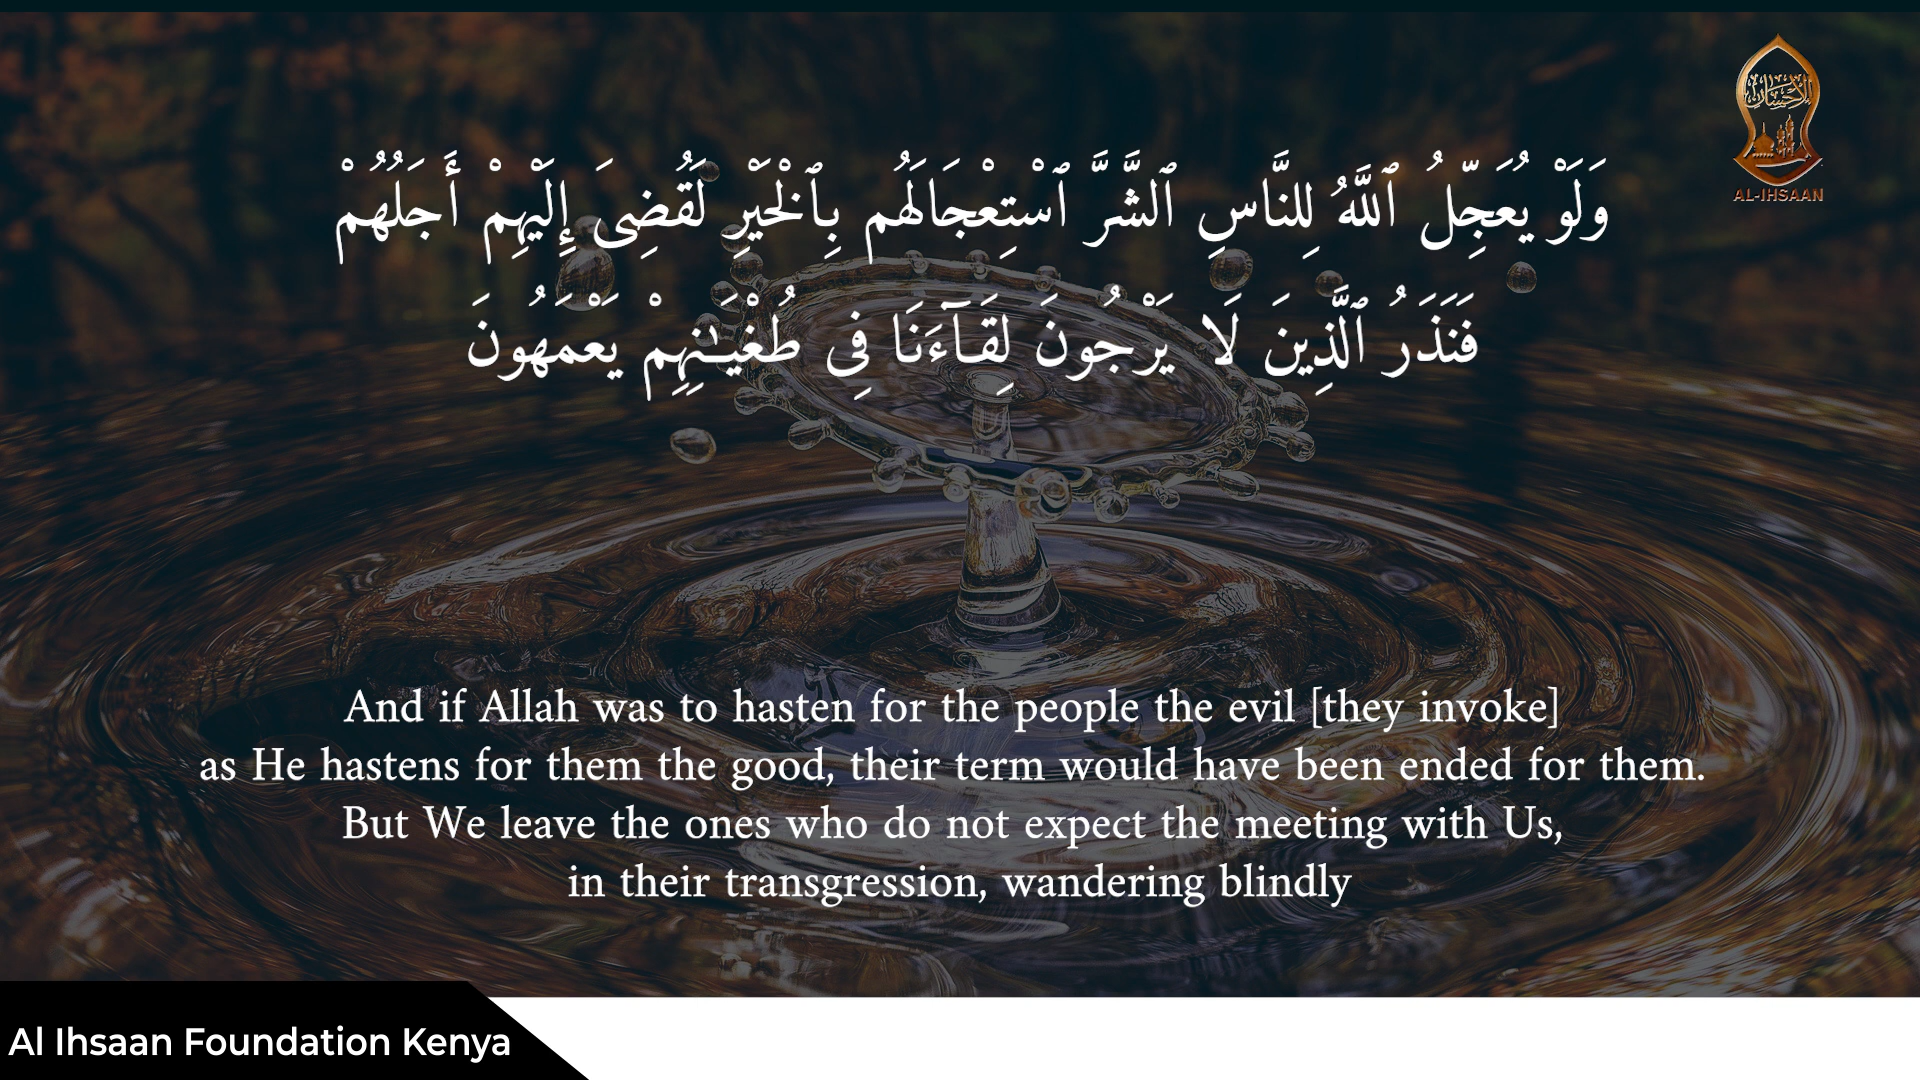 وَلَوْ يُعَجِّلُ ٱللَّهُ لِلنَّاسِ ٱلشَّرَّ ٱسْتِعْجَالَهُم بِٱلْخَيْرِ لَقُضِىَ إِلَيْهِمْ أَجَلُهُمْ
فَنَذَرُ ٱلَّذِينَ لَا يَرْجُونَ لِقَآءَنَا فِى طُغْيَـٰنِهِمْ يَعْمَهُونَ
الإحسان
AL-IHSAAN
And if Allah was to hasten for the people the evil [they invoke]
as He hastens for them the good, their term would have been ended for them.
But We leave the ones who do not expect the meeting with Us,
in their transgression, wandering blindly
Al Ihsaan Foundation Kenya